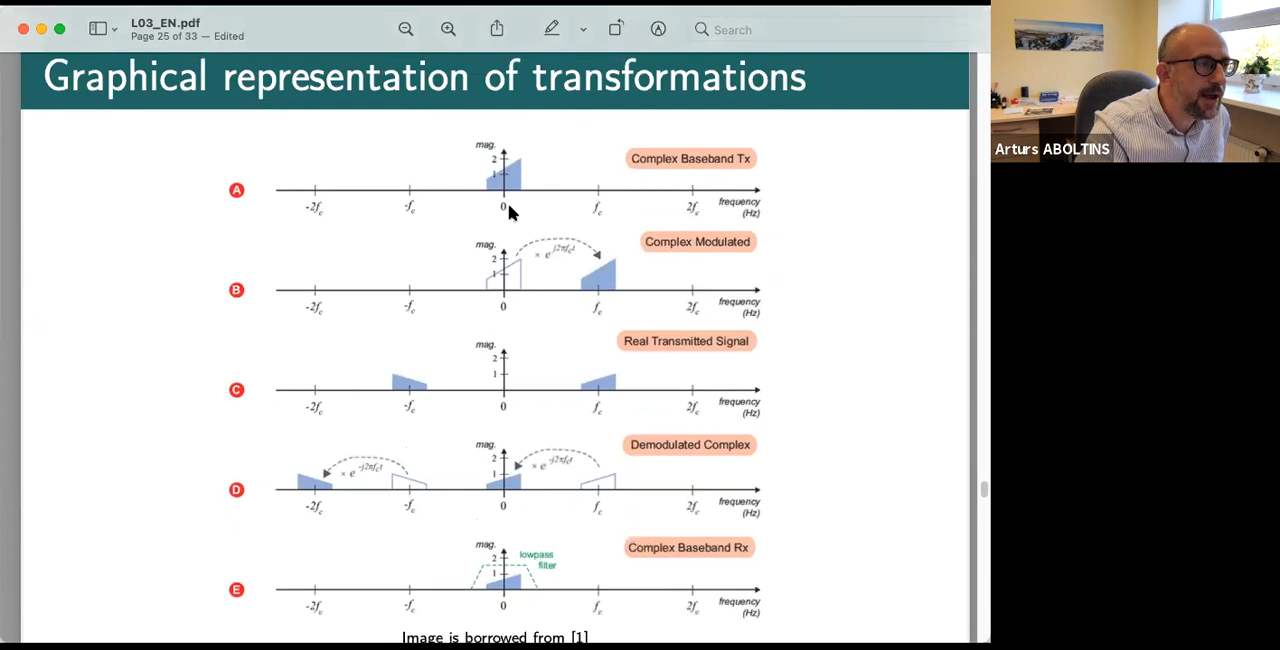 L03_EN.pdf
Page 25 of 33 — Edited
Search
Graphical representation of transformations
Arturs ABOLTINS
mag.
2
1
Complex Baseband Tx
A
-2fc -fc 0 fc 2fc frequency (Hz)
mag.
2
1
× e^j2πfct
Complex Modulated
B
-2fc -fc 0 fc 2fc frequency (Hz)
mag.
2
1
Real Transmitted Signal
C
-2fc -fc 0 fc 2fc frequency (Hz)
mag.
2
1
× e^-j2πfct
× e^-j2πfct
Demodulated Complex
D
-2fc -fc 0 fc 2fc frequency (Hz)
mag.
2
1
lowpass
filter
Complex Baseband Rx
E
-2fc -fc 0 fc 2fc frequency (Hz)
Image is borrowed from [1]